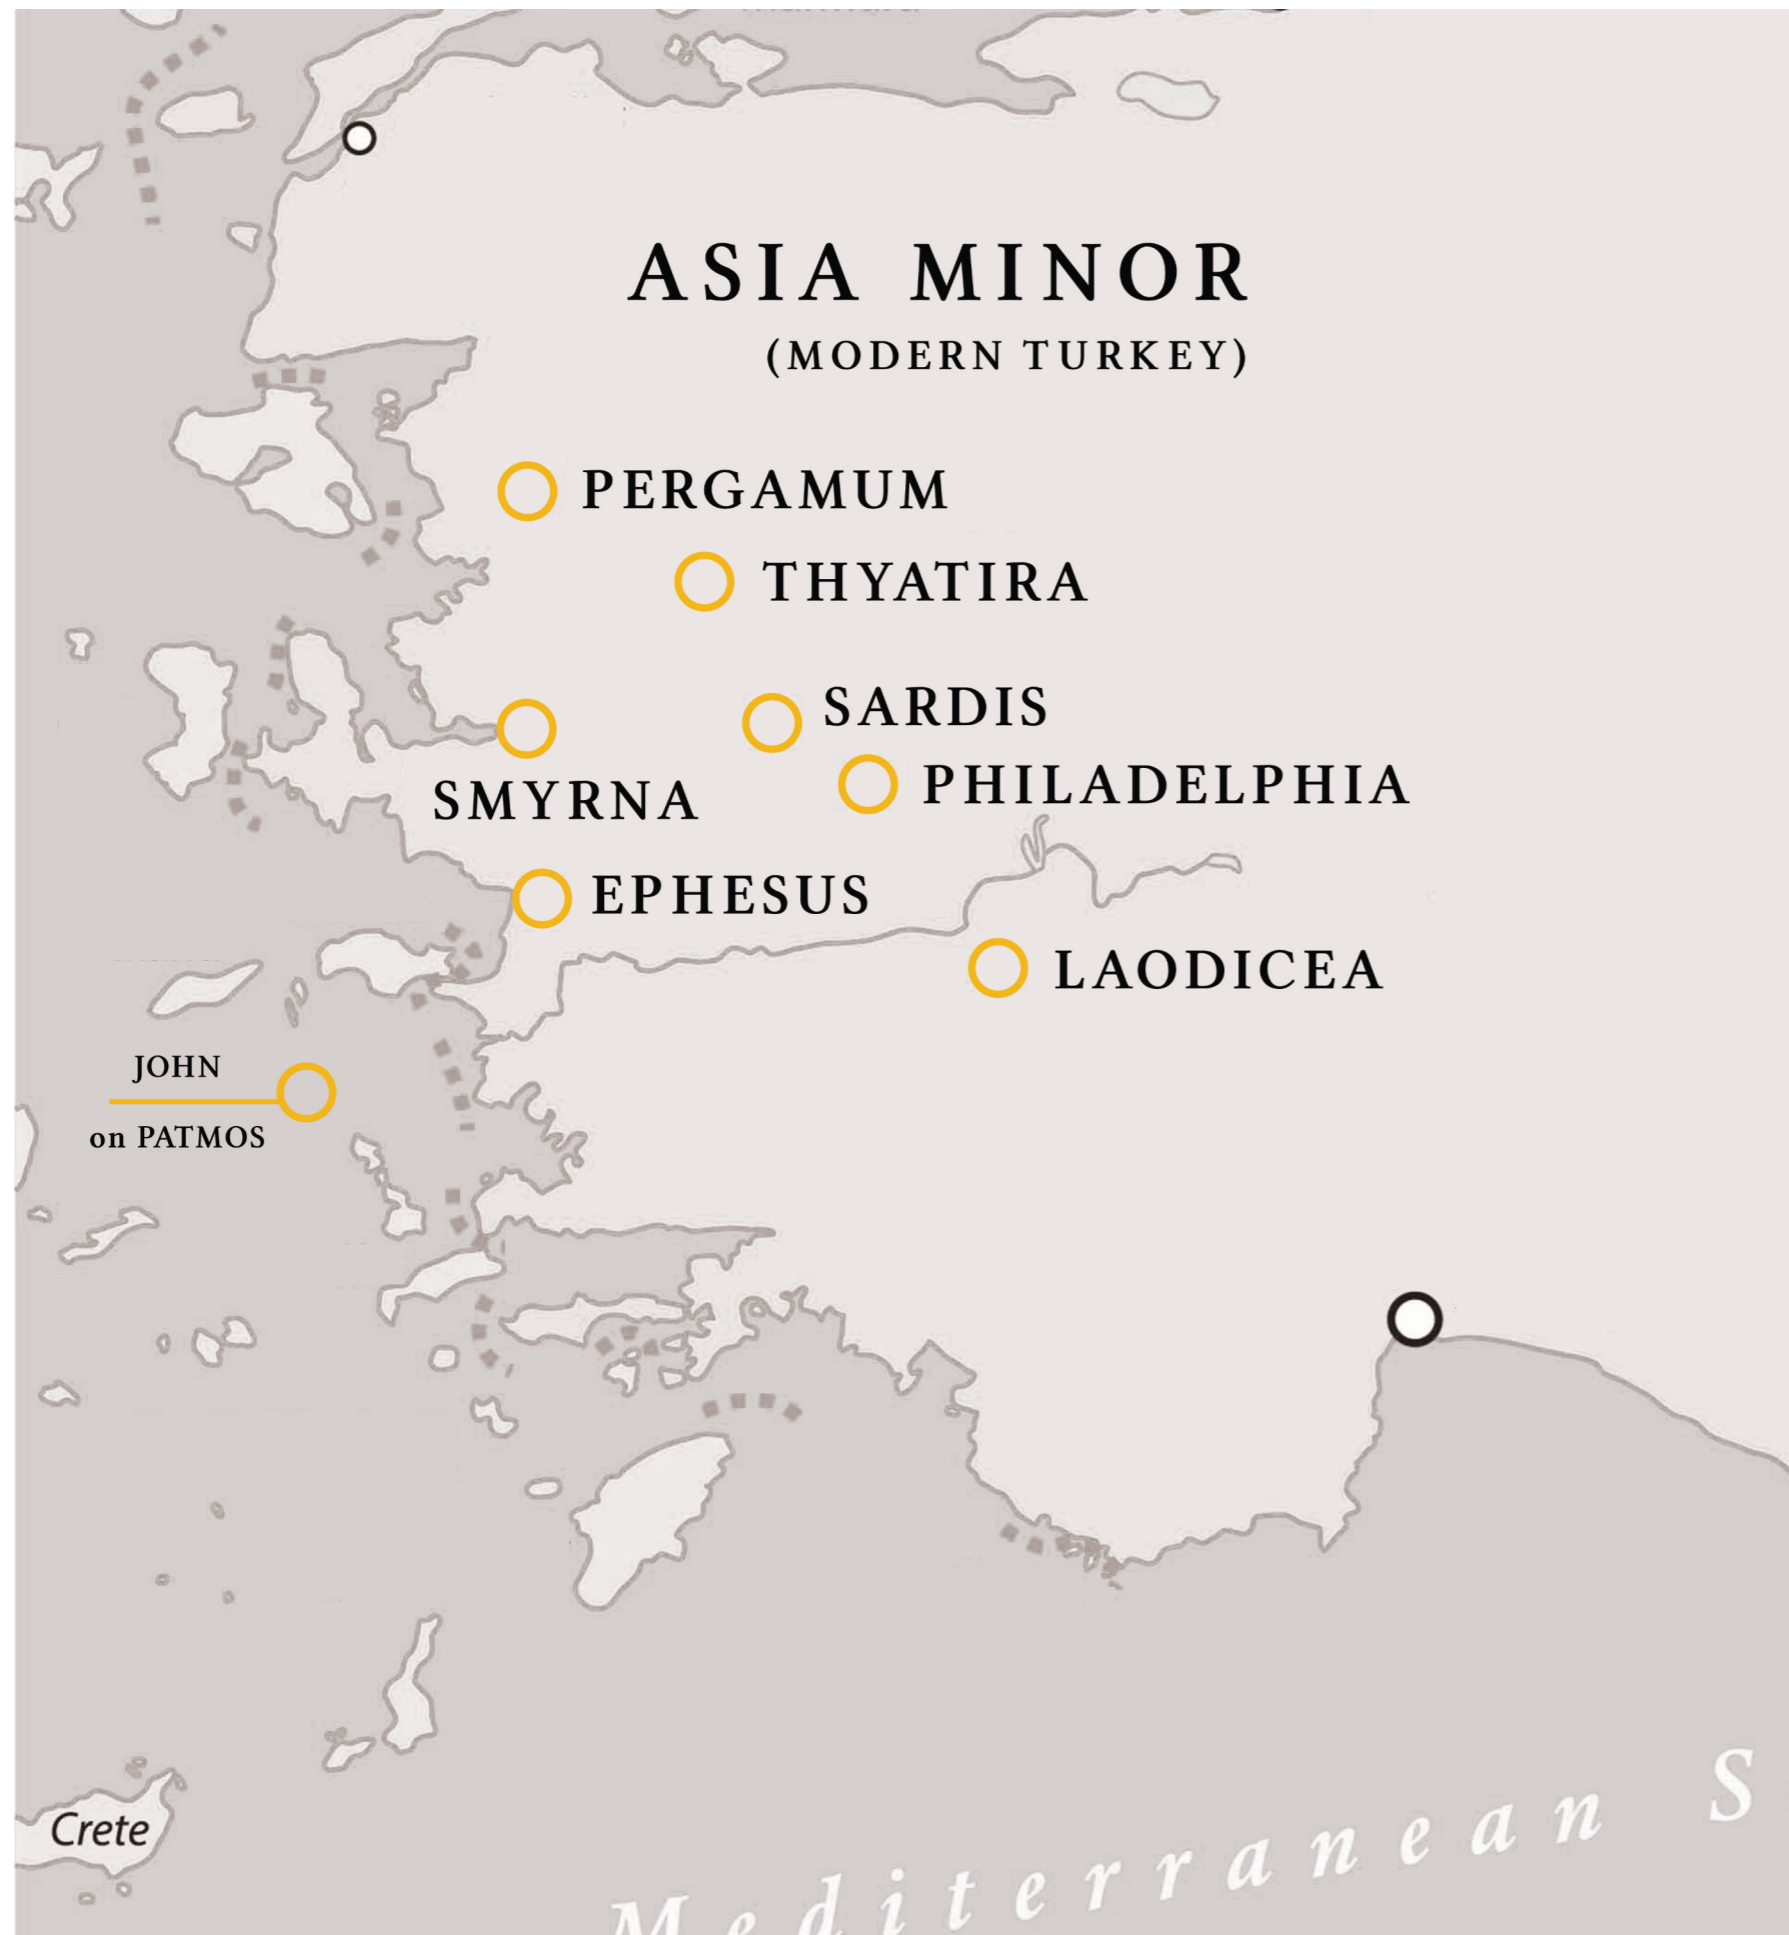 ASIA MINOR
(MODERN TURKEY)
PERGAMUM
THYATIRA
SARDIS
PHILADELPHIA
SMYRNA
EPHESUS
LAODICEA
JOHN
on PATMOS
Crete
Mediterranean S